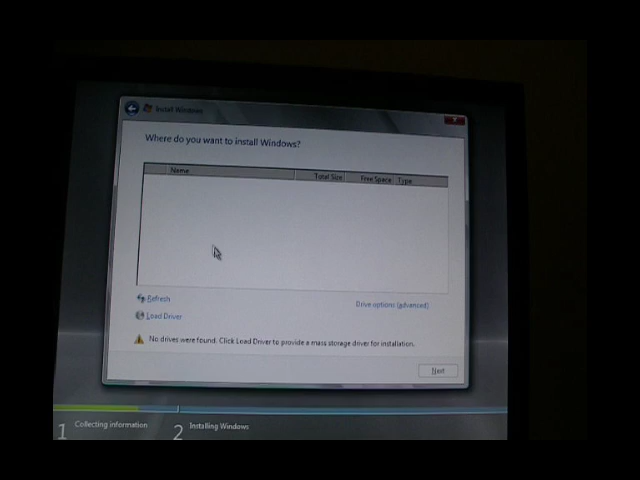 Install Windows
Where do you want to install Windows?
Name Total Size Free Space Type
Refresh
Drive options (advanced)
Load Driver
No drives were found. Click Load Driver to provide a mass storage driver for installation.
Next
1 Collecting information 2 Installing Windows